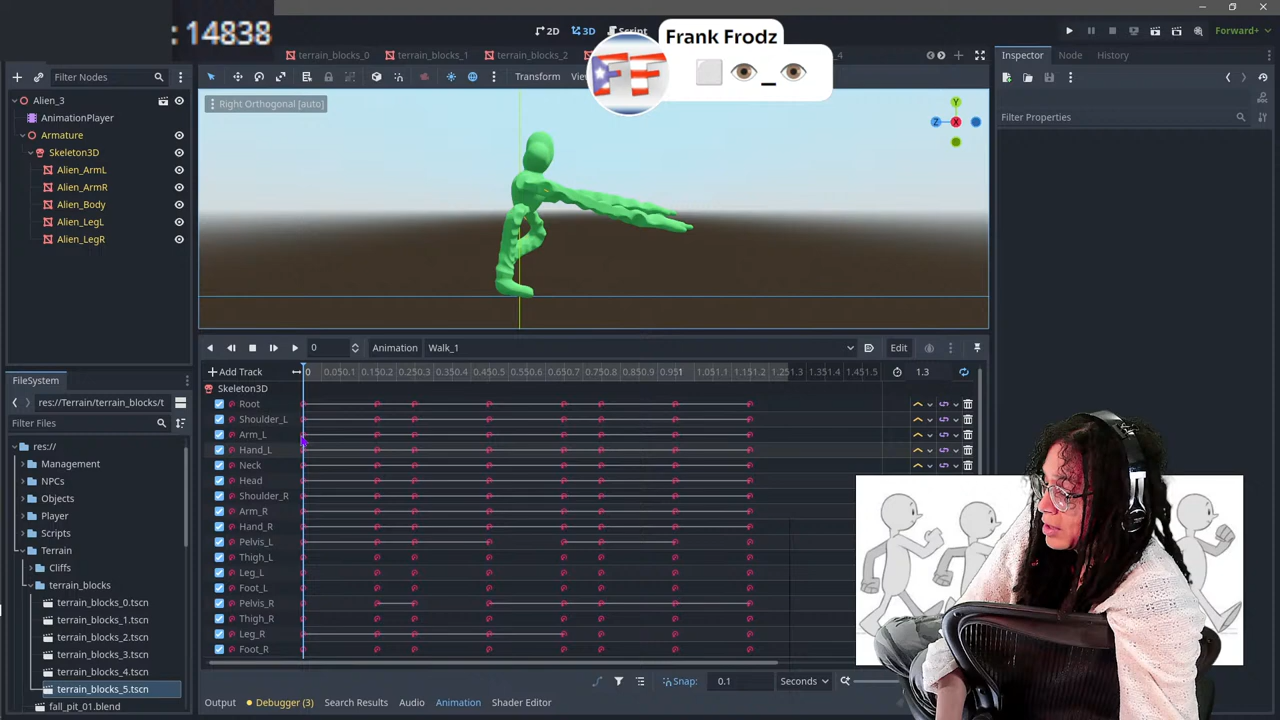 : 14838
2D
3D
Script
Forward+
Frank Frodz
FF
terrain_blocks_0
terrain_blocks_1
terrain_blocks_2
_4
Inspector
Node
History
Filter Nodes
Transform
Filter Properties
Alien_3
AnimationPlayer
Armature
Skeleton3D
Alien_ArmL
Alien_ArmR
Alien_Body
Alien_LegL
Alien_LegR
Right Orthogonal [auto]
Y
Z
X
0
Animation
Walk_1
Edit
Add Track
1.3
Skeleton3D
Root
Shoulder_L
Arm_L
Hand_L
Neck
Head
Shoulder_R
Arm_R
Hand_R
Pelvis_L
Thigh_L
Leg_L
Foot_L
Pelvis_R
Thigh_R
Leg_R
Foot_R
Snap:
0.1
Seconds
FileSystem
res://Terrain/terrain_blocks/t
Filter Files
res://
Management
NPCs
Objects
Player
Scripts
Terrain
Cliffs
terrain_blocks
terrain_blocks_0.tscn
terrain_blocks_1.tscn
terrain_blocks_2.tscn
terrain_blocks_3.tscn
terrain_blocks_4.tscn
terrain_blocks_5.tscn
fall_pit_01.blend
Output
Debugger (3)
Search Results
Audio
Animation
Shader Editor